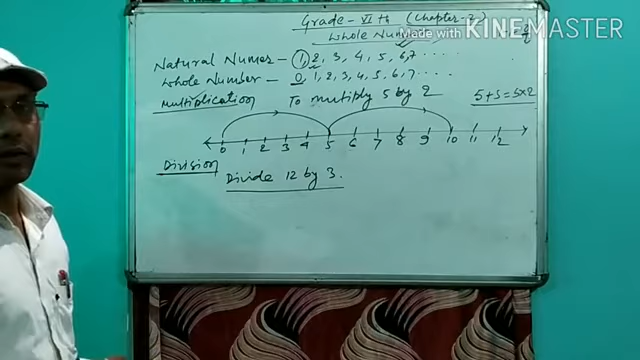 Grade-VI th (Chapter-2)
Whole
Made with KINEMASTER
Natural Numer - 1, 2, 3, 4, 5, 6, 7 .....
Whole Number - 0, 1, 2, 3, 4, 5, 6, 7 ....
Multiplication To multiply 5 by 2 5+5=5×2
0 1 2 3 4 5 6 7 8 9 10 11 12
Division
Divide 12 by 3.